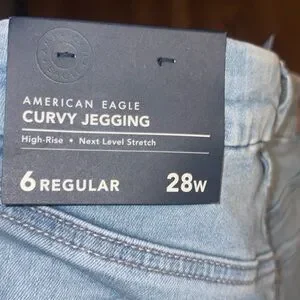 AMERICAN EAGLE
CURVY JEGGING
High-Rise • Next Level Stretch
6 REGULAR 28W